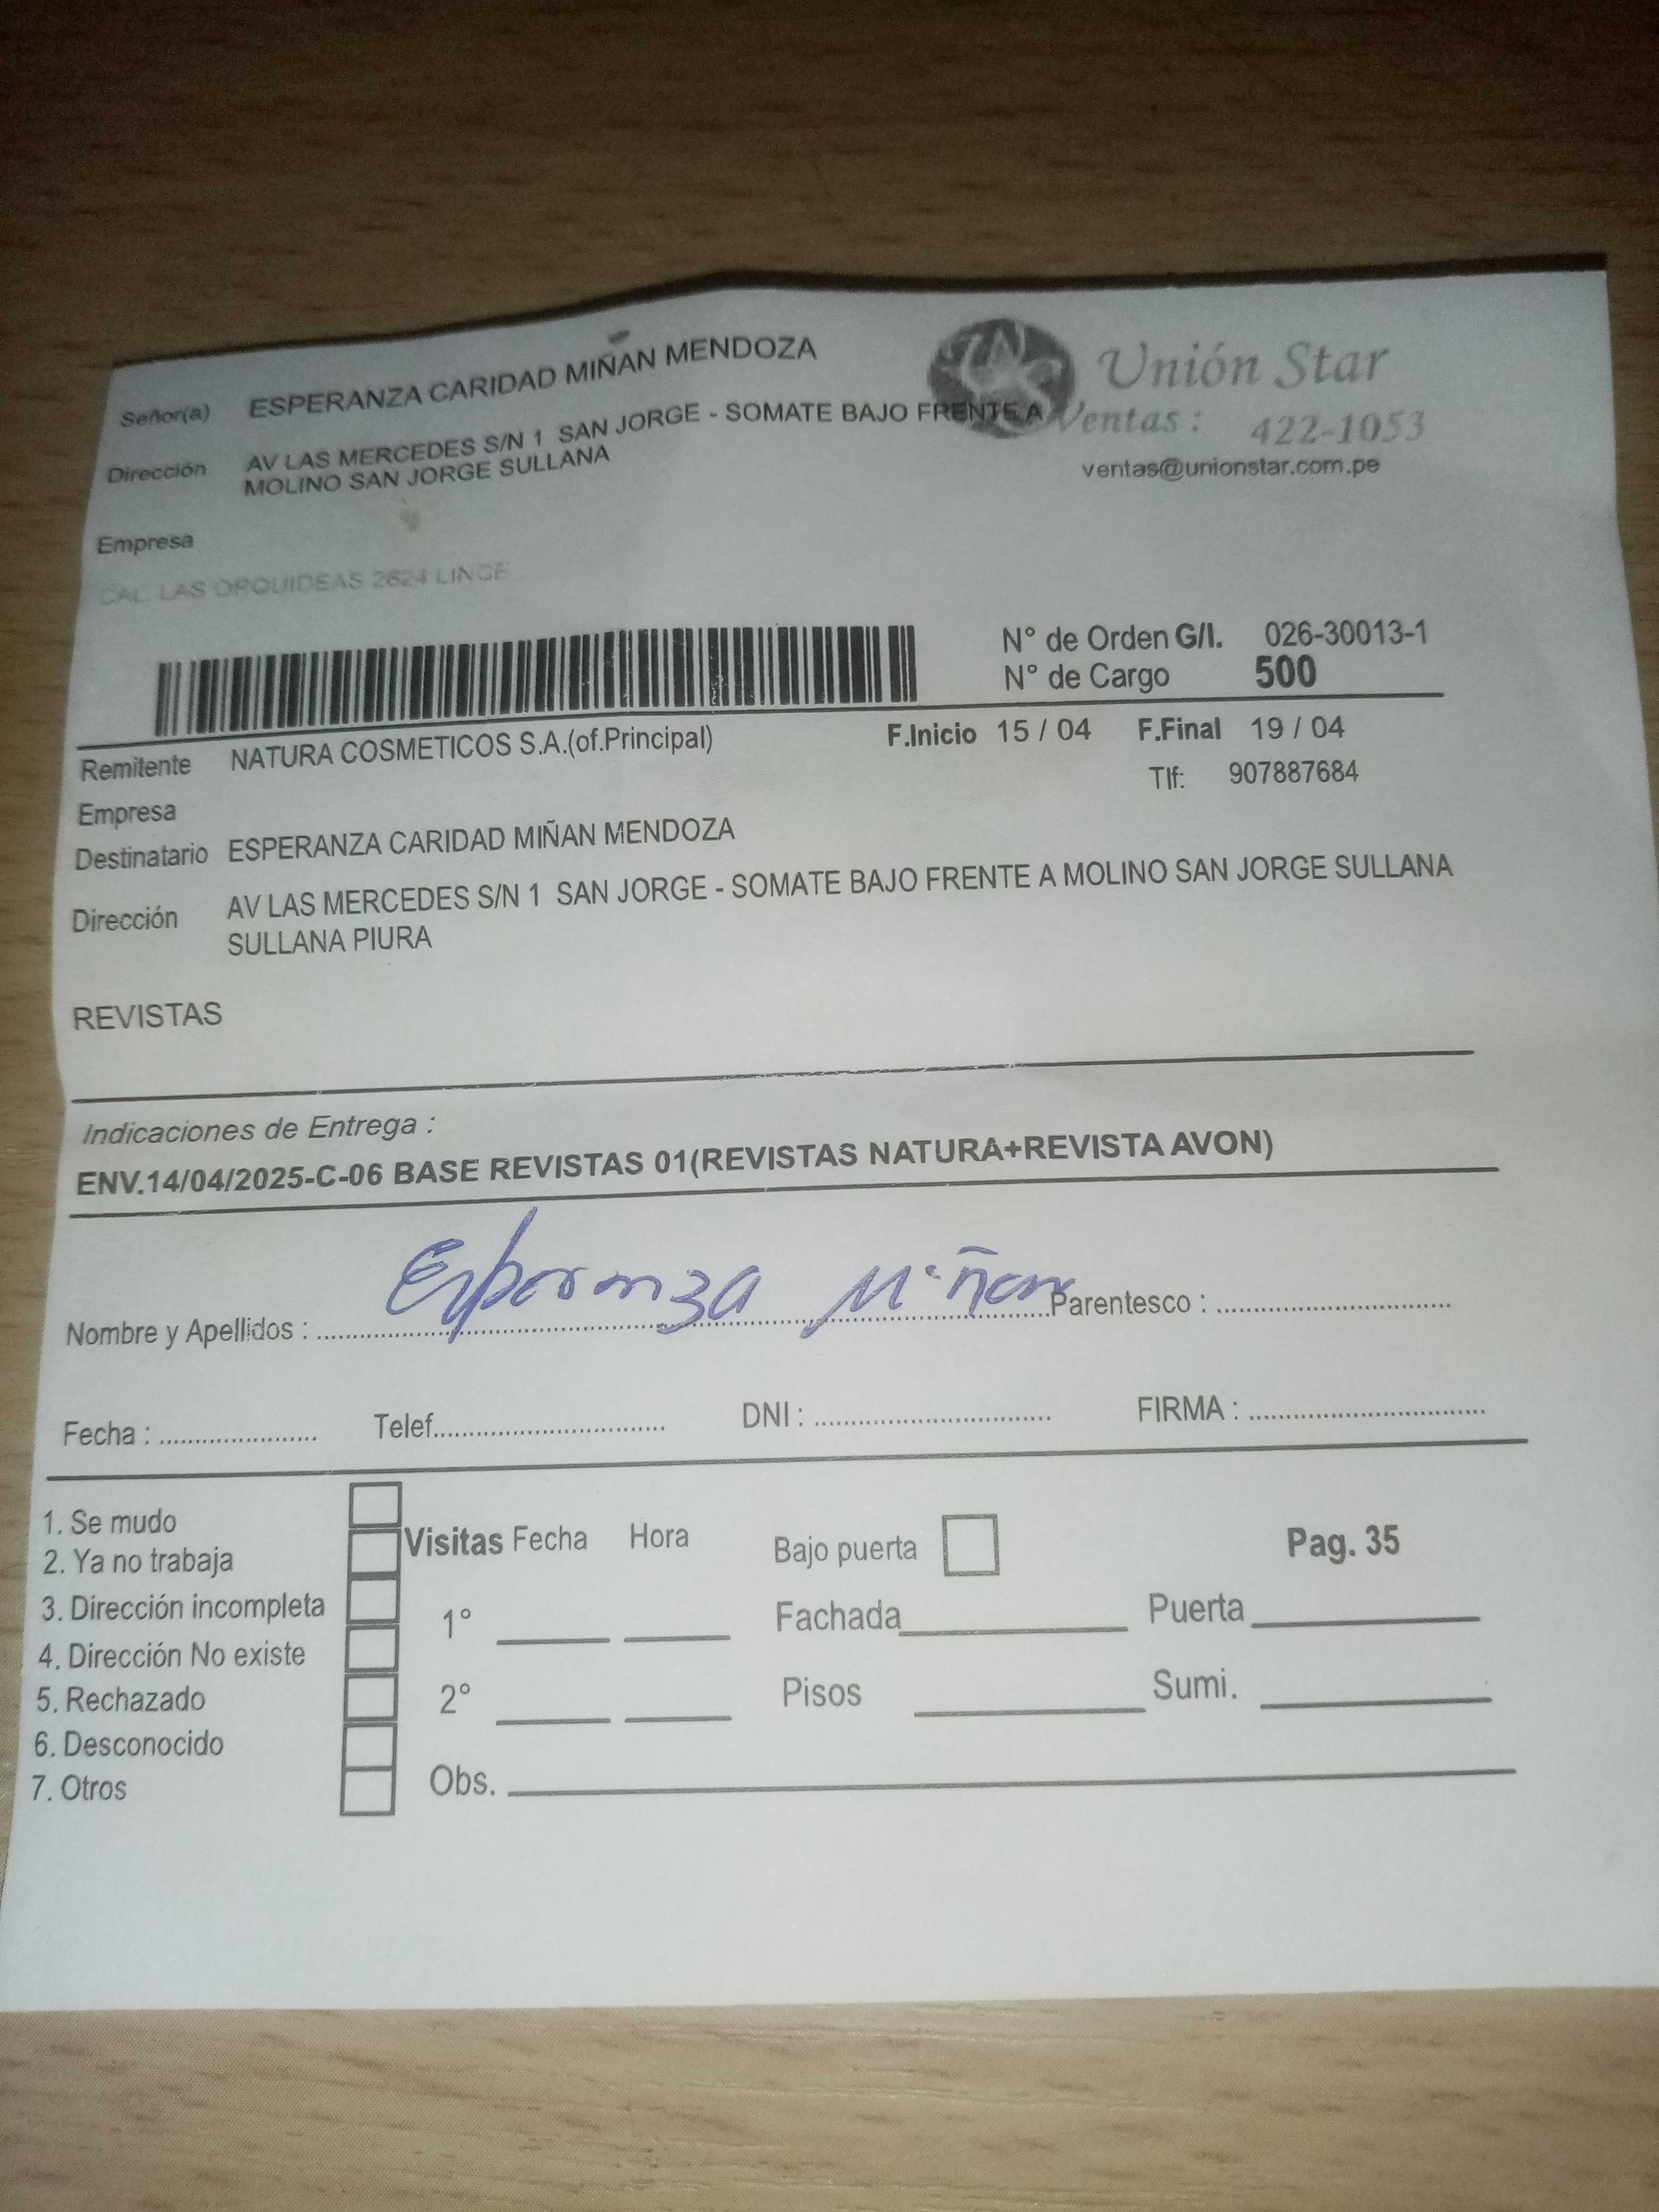 Señor(a) ESPERANZA CARIDAD MIÑAN MENDOZA
Unión Star
Ventas : 422-1053
ventas@unionstar.com.pe
Dirección AV LAS MERCEDES S/N 1 SAN JORGE - SOMATE BAJO FRENTE A
MOLINO SAN JORGE SULLANA
Empresa
CAL. LAS ORQUIDEAS 2624 LINCE
N° de Orden G/I. 026-30013-1
N° de Cargo 500
Remitente NATURA COSMETICOS S.A.(of.Principal) F.Inicio 15 / 04 F.Final 19 / 04
Tlf: 907887684
Empresa
Destinatario ESPERANZA CARIDAD MIÑAN MENDOZA
Dirección AV LAS MERCEDES S/N 1 SAN JORGE - SOMATE BAJO FRENTE A MOLINO SAN JORGE SULLANA
SULLANA PIURA
REVISTAS
Indicaciones de Entrega :
ENV.14/04/2025-C-06 BASE REVISTAS 01(REVISTAS NATURA+REVISTA AVON)
Nombre y Apellidos : Esperanza Miñan Parentesco :
Fecha : Telef. DNI : FIRMA :
1. Se mudo
2. Ya no trabaja
3. Dirección incompleta
4. Dirección No existe
5. Rechazado
6. Desconocido
7. Otros
Visitas Fecha Hora
1°
2°
Obs.
Bajo puerta
Fachada Puerta
Pisos Sumi.
Pag. 35